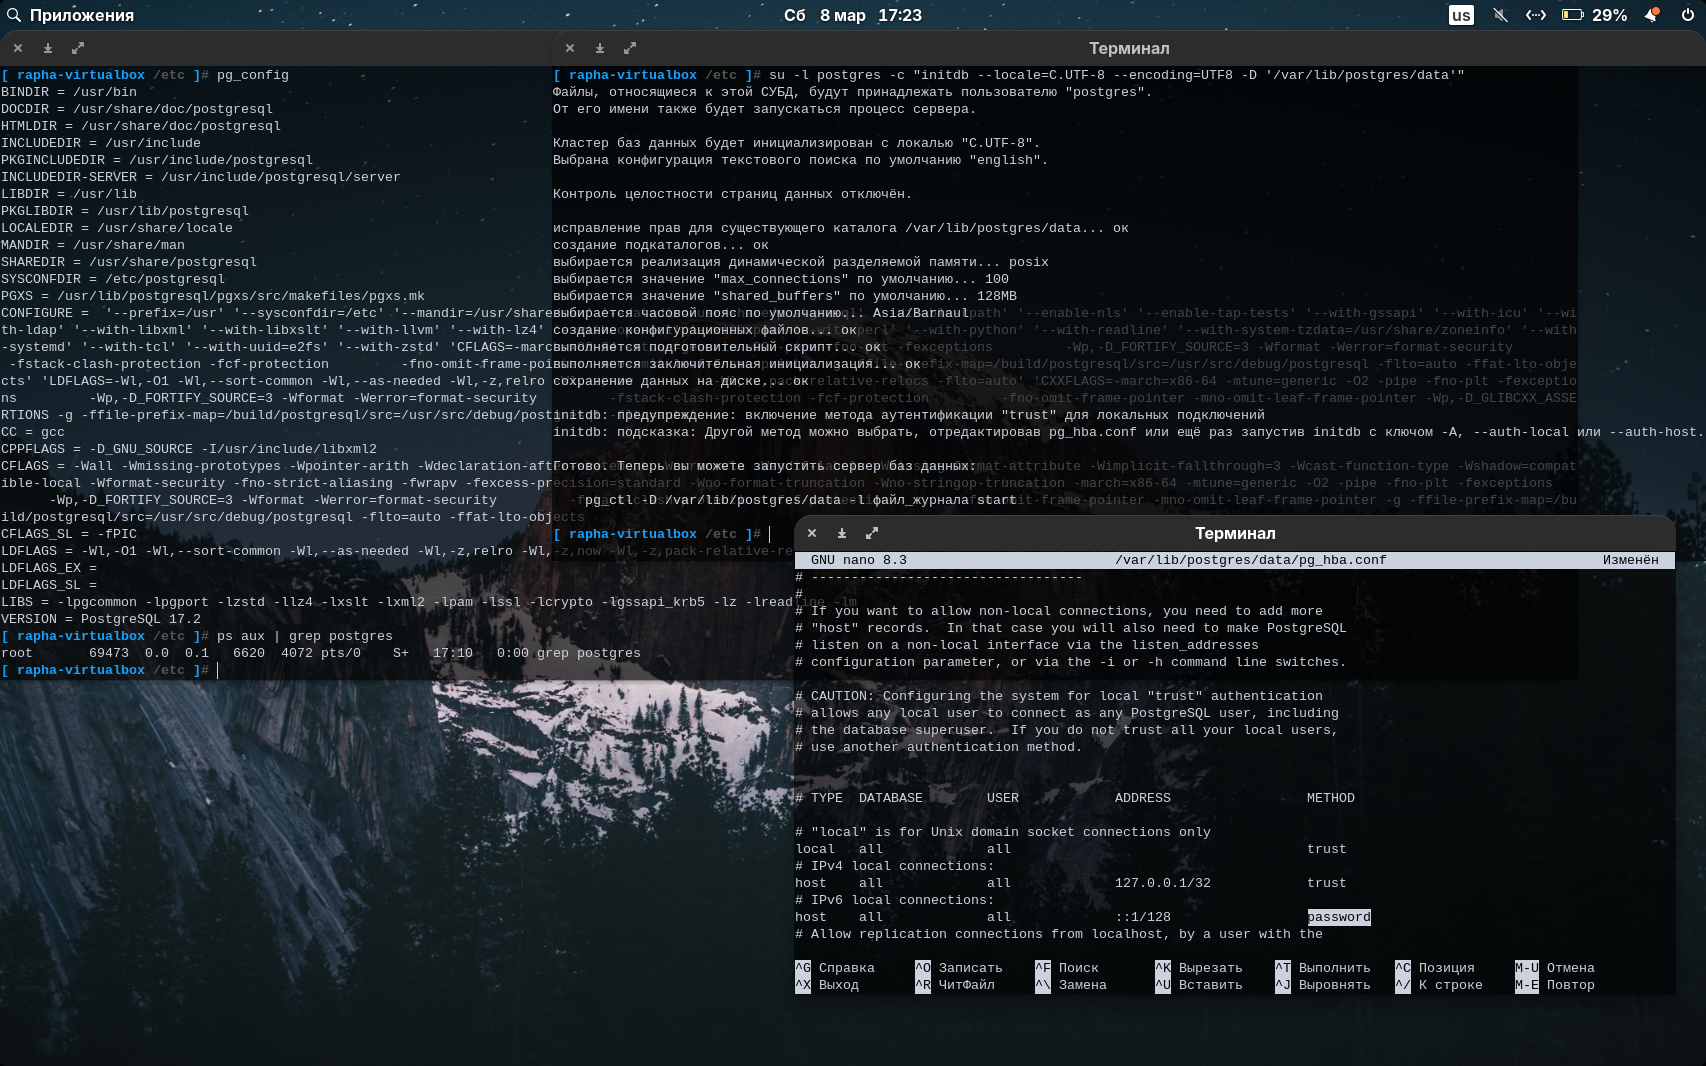 Приложения
Сб 8 мар 17:23
us
29%
[ rapha-virtualbox /etc ]# pg_config
BINDIR = /usr/bin
DOCDIR = /usr/share/doc/postgresql
HTMLDIR = /usr/share/doc/postgresql
INCLUDEDIR = /usr/include
PKGINCLUDEDIR = /usr/include/postgresql
INCLUDEDIR-SERVER = /usr/include/postgresql/server
LIBDIR = /usr/lib
PKGLIBDIR = /usr/lib/postgresql
LOCALEDIR = /usr/share/locale
MANDIR = /usr/share/man
SHAREDIR = /usr/share/postgresql
SYSCONFDIR = /etc/postgresql
PGXS = /usr/lib/postgresql/pgxs/src/makefiles/pgxs.mk
CONFIGURE =  '--prefix=/usr' '--sysconfdir=/etc' '--mandir=/usr/share
th-ldap' '--with-libxml' '--with-libxslt' '--with-llvm' '--with-lz4'
-systemd' '--with-tcl' '--with-uuid=e2fs' '--with-zstd' 'CFLAGS=-marc
-fstack-clash-protection -fcf-protection         -fno-omit-frame-poi
cts' 'LDFLAGS=-Wl,-O1 -Wl,--sort-common -Wl,--as-needed -Wl,-z,relro
ns         -Wp,-D_FORTIFY_SOURCE=3 -Wformat -Werror=format-security
RTIONS -g -ffile-prefix-map=/build/postgresql/src=/usr/src/debug/post
CC = gcc
CPPFLAGS = -D_GNU_SOURCE -I/usr/include/libxml2
CFLAGS = -Wall -Wmissing-prototypes -Wpointer-arith -Wdeclaration-aft
ible-local -Wformat-security -fno-strict-aliasing -fwrapv -fexcess-precision=standard -Wno-format-truncation -Wno-stringop-truncation -march=x86-64 -mtune=generic -O2 -pipe -fno-plt -fexceptions
-Wp,-D_FORTIFY_SOURCE=3 -Wformat -Werror=format-security
ild/postgresql/src=/usr/src/debug/postgresql -flto=auto -ffat-lto-objects
CFLAGS_SL = -fPIC
LDFLAGS = -Wl,-O1 -Wl,--sort-common -Wl,--as-needed -Wl,-z,relro -Wl,-z,now -Wl,-z,pack-relative-re
LDFLAGS_EX =
LDFLAGS_SL =
LIBS = -lpgcommon -lpgport -lzstd -llz4 -lxslt -lxml2 -lpam -lssl -lcrypto -lgssapi_krb5 -lz -lreadline -lm
VERSION = PostgreSQL 17.2
[ rapha-virtualbox /etc ]# ps aux | grep postgres
root       69473  0.0  0.1   6620  4072 pts/0    S+   17:10   0:00 grep postgres
[ rapha-virtualbox /etc ]#
Терминал
[ rapha-virtualbox /etc ]# su -l postgres -c "initdb --locale=C.UTF-8 --encoding=UTF8 -D '/var/lib/postgres/data'"
Файлы, относящиеся к этой СУБД, будут принадлежать пользователю "postgres".
От его имени также будет запускаться процесс сервера.
Кластер баз данных будет инициализирован с локалью "C.UTF-8".
Выбрана конфигурация текстового поиска по умолчанию "english".
Контроль целостности страниц данных отключён.
исправление прав для существующего каталога /var/lib/postgres/data... ок
создание подкаталогов... ок
выбирается реализация динамической разделяемой памяти... posix
выбирается значение "max_connections" по умолчанию... 100
выбирается значение "shared_buffers" по умолчанию... 128MB
выбирается часовой пояс по умолчанию... Asia/Barnaul
создание конфигурационных файлов... ок
выполняется подготовительный скрипт... ок
выполняется заключительная инициализация... ок
сохранение данных на диске... ок
initdb: предупреждение: включение метода аутентификации "trust" для локальных подключений
initdb: подсказка: Другой метод можно выбрать, отредактировав pg_hba.conf или ещё раз запустив initdb с ключом -A, --auth-local или --auth-host.
Готово. Теперь вы можете запустить сервер баз данных:
pg_ctl -D /var/lib/postgres/data -l файл_журнала start
[ rapha-virtualbox /etc ]#
Терминал
GNU nano 8.3 /var/lib/postgres/data/pg_hba.conf Изменён
# ----------------------------------
#
# If you want to allow non-local connections, you need to add more
# "host" records.  In that case you will also need to make PostgreSQL
# listen on a non-local interface via the listen_addresses
# configuration parameter, or via the -i or -h command line switches.
# CAUTION: Configuring the system for local "trust" authentication
# allows any local user to connect as any PostgreSQL user, including
# the database superuser.  If you do not trust all your local users,
# use another authentication method.
# TYPE  DATABASE        USER            ADDRESS                 METHOD
# "local" is for Unix domain socket connections only
local   all             all                                     trust
# IPv4 local connections:
host    all             all             127.0.0.1/32            trust
# IPv6 local connections:
host    all             all             ::1/128                 password
# Allow replication connections from localhost, by a user with the
^G Справка ^O Записать ^F Поиск ^K Вырезать ^T Выполнить ^C Позиция M-U Отмена
^X Выход ^R ЧитФайл ^\ Замена ^U Вставить ^J Выровнять ^/ К строке M-E Повтор